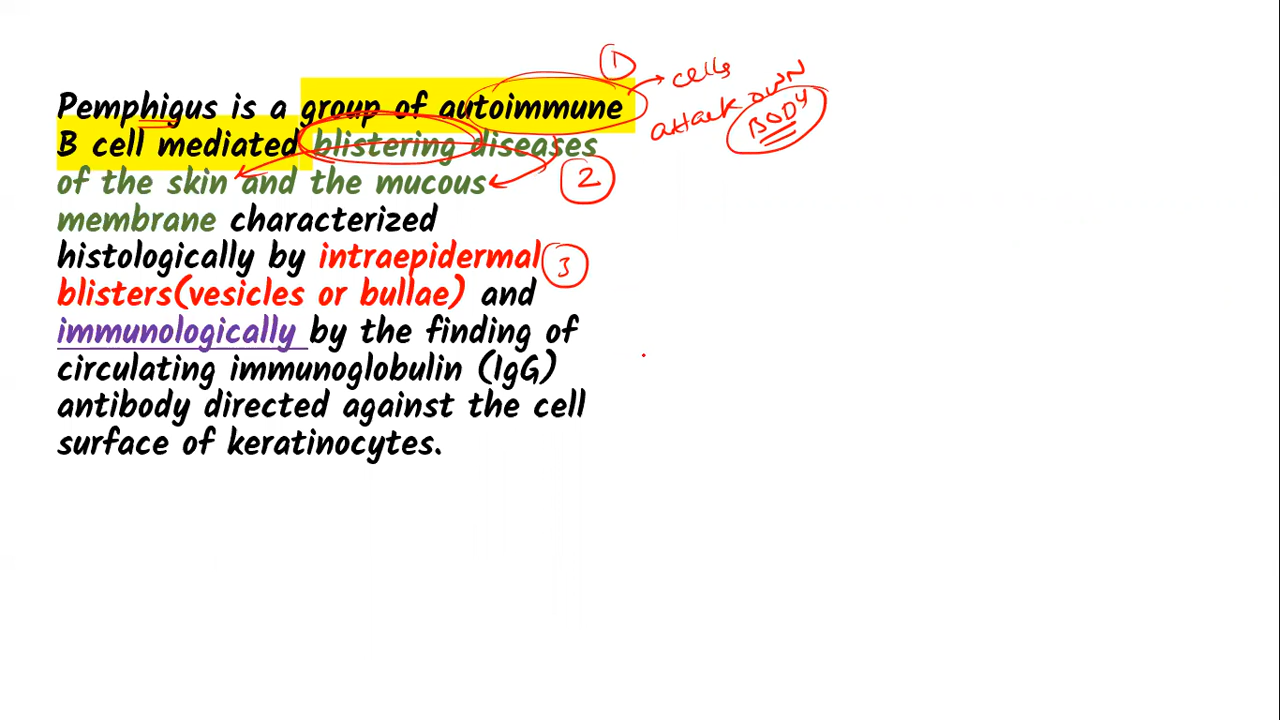 Pemphigus is a group of autoimmune
B cell mediated blistering diseases
of the skin and the mucous
membrane characterized
histologically by intraepidermal
blisters(vesicles or bullae) and
immunologically by the finding of
circulating immunoglobulin (IgG)
antibody directed against the cell
surface of keratinocytes.
1
cells
attack own
BODY
2
3